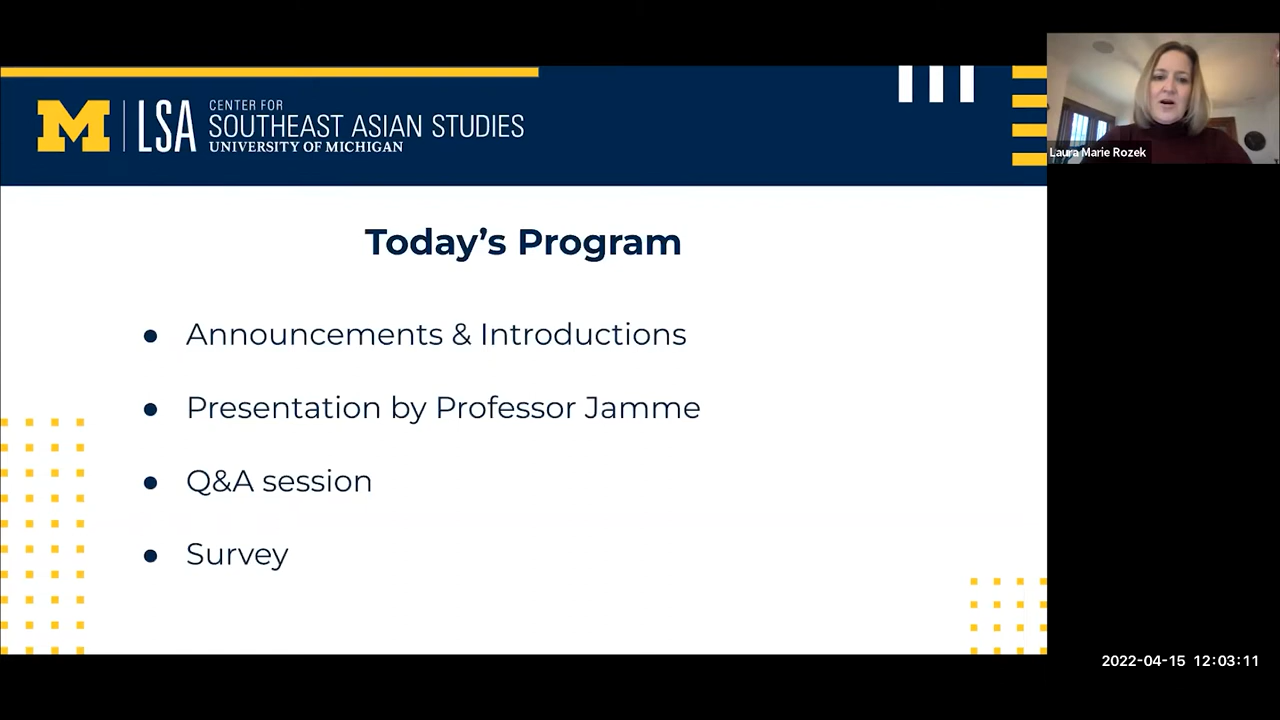 M
LSA
CENTER FOR
SOUTHEAST ASIAN STUDIES
UNIVERSITY OF MICHIGAN
Laura Marie Rozek
Today's Program
● Announcements & Introductions
● Presentation by Professor Jamme
● Q&A session
● Survey
2022-04-15 12:03:11